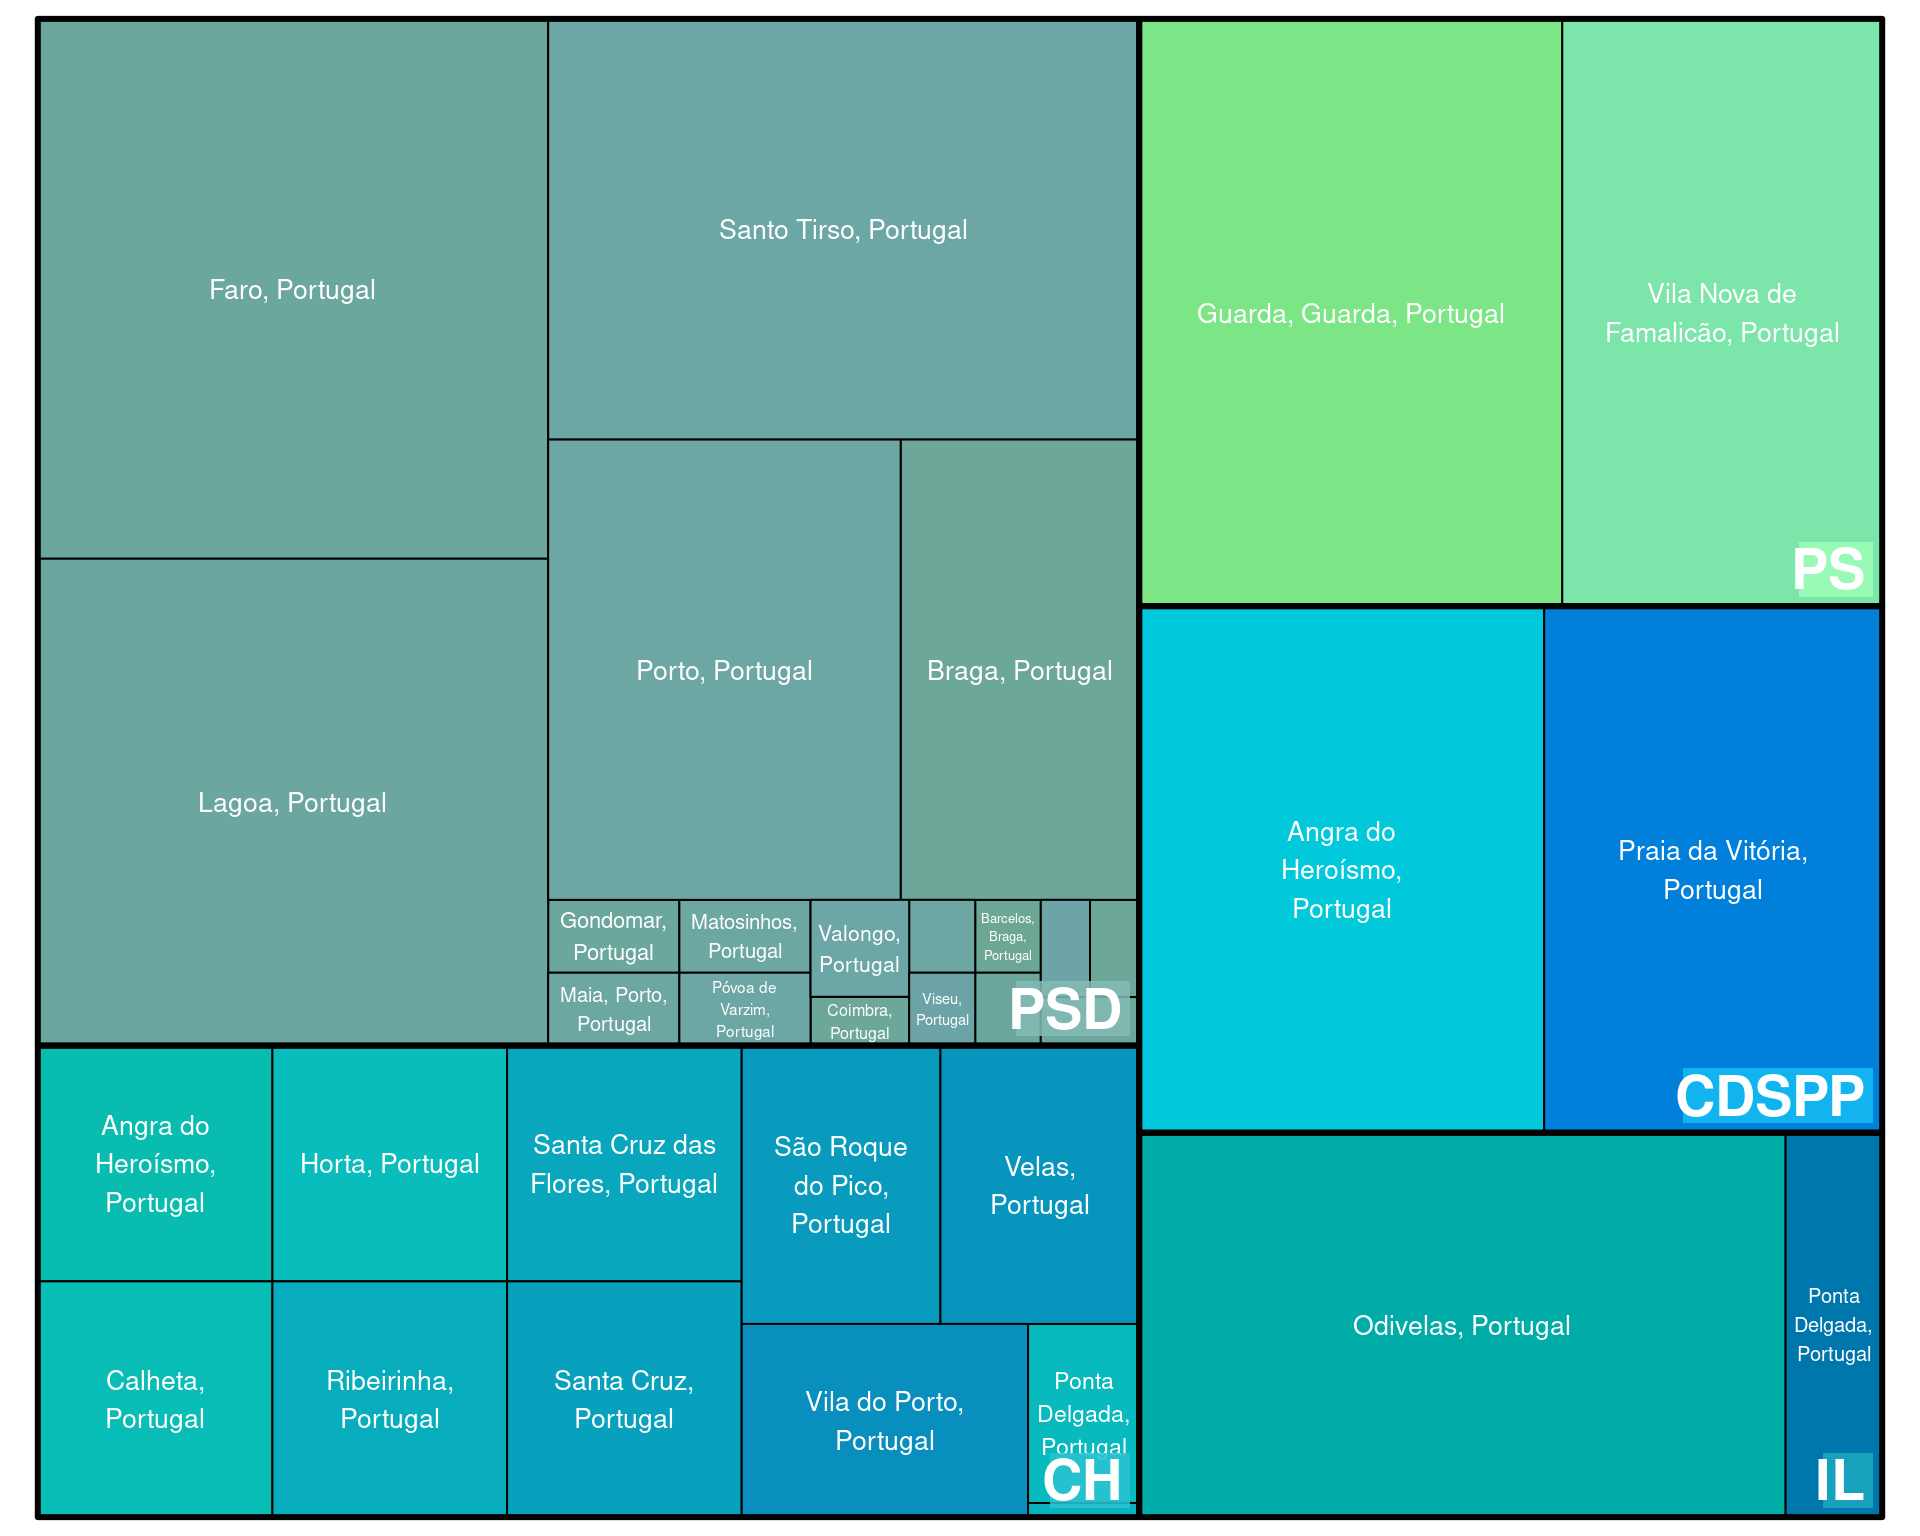 Faro, Portugal
Santo Tirso, Portugal
Lagoa, Portugal
Porto, Portugal
Braga, Portugal
Gondomar,
Portugal
Matosinhos,
Portugal
Valongo,
Portugal
Barcelos,
Braga,
Portugal
Maia, Porto,
Portugal
Póvoa de
Varzim,
Portugal
Coimbra,
Portugal
Viseu,
Portugal
PSD
Guarda, Guarda, Portugal
Vila Nova de
Famalicão, Portugal
PS
Angra do
Heroísmo,
Portugal
Praia da Vitória,
Portugal
CDSPP
Angra do
Heroísmo,
Portugal
Horta, Portugal
Santa Cruz das
Flores, Portugal
São Roque
do Pico,
Portugal
Velas,
Portugal
Calheta,
Portugal
Ribeirinha,
Portugal
Santa Cruz,
Portugal
Vila do Porto,
Portugal
Ponta
Delgada,
Portugal
CH
Odivelas, Portugal
Ponta
Delgada,
Portugal
IL